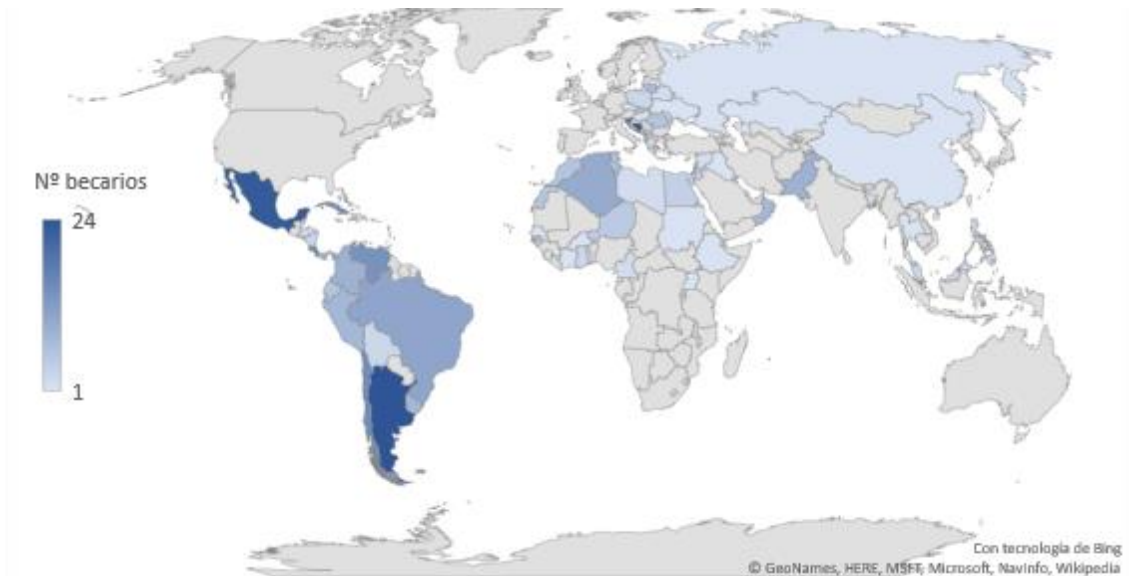 Nº becarios
24
1
Con tecnología de Bing
© GeoNames, HERE, MSFT, Microsoft, NavInfo, Wikipedia